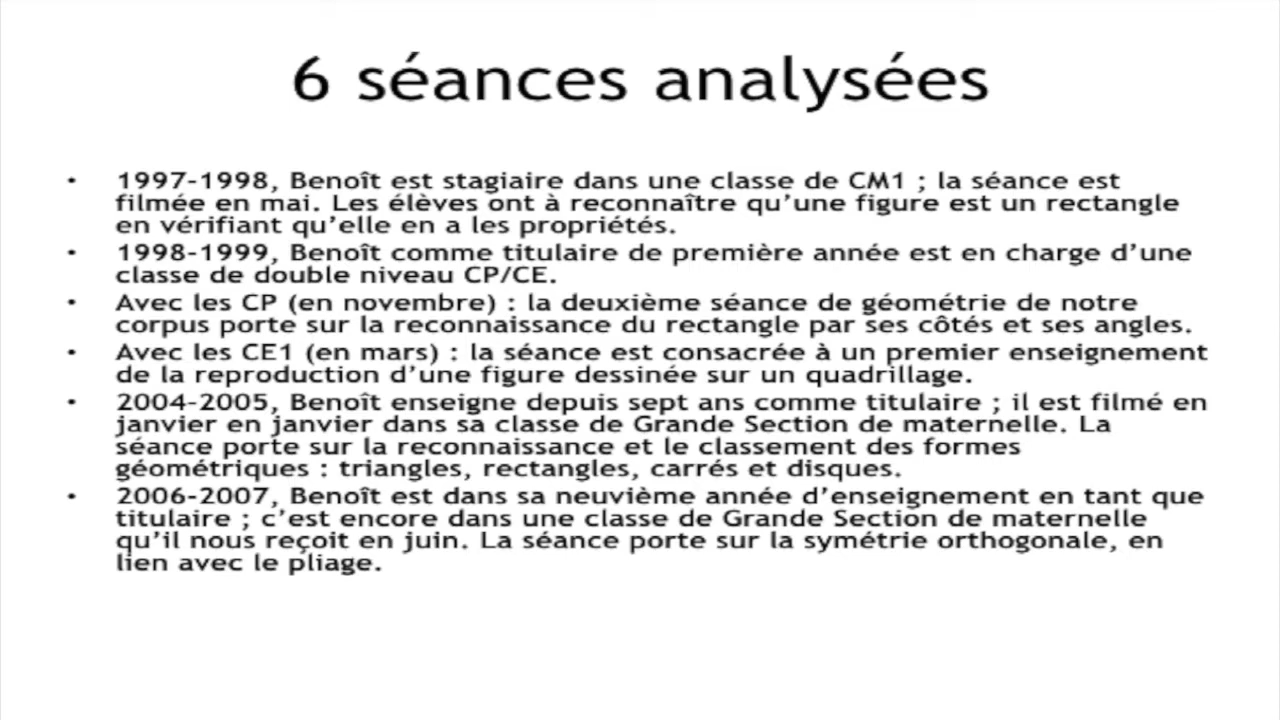 6 séances analysées
• 1997-1998, Benoît est stagiaire dans une classe de CM1 ; la séance est
filmée en mai. Les élèves ont à reconnaître qu'une figure est un rectangle
en vérifiant qu'elle en a les propriétés.
• 1998-1999, Benoît comme titulaire de première année est en charge d'une
classe de double niveau CP/CE.
• Avec les CP (en novembre) : la deuxième séance de géométrie de notre
corpus porte sur la reconnaissance du rectangle par ses côtés et ses angles.
• Avec les CE1 (en mars) : la séance est consacrée à un premier enseignement
de la reproduction d'une figure dessinée sur un quadrillage.
• 2004-2005, Benoît enseigne depuis sept ans comme titulaire ; il est filmé en
janvier en janvier dans sa classe de Grande Section de maternelle. La
séance porte sur la reconnaissance et le classement des formes
géométriques : triangles, rectangles, carrés et disques.
• 2006-2007, Benoît est dans sa neuvième année d'enseignement en tant que
titulaire ; c'est encore dans une classe de Grande Section de maternelle
qu'il nous reçoit en juin. La séance porte sur la symétrie orthogonale, en
lien avec le pliage.